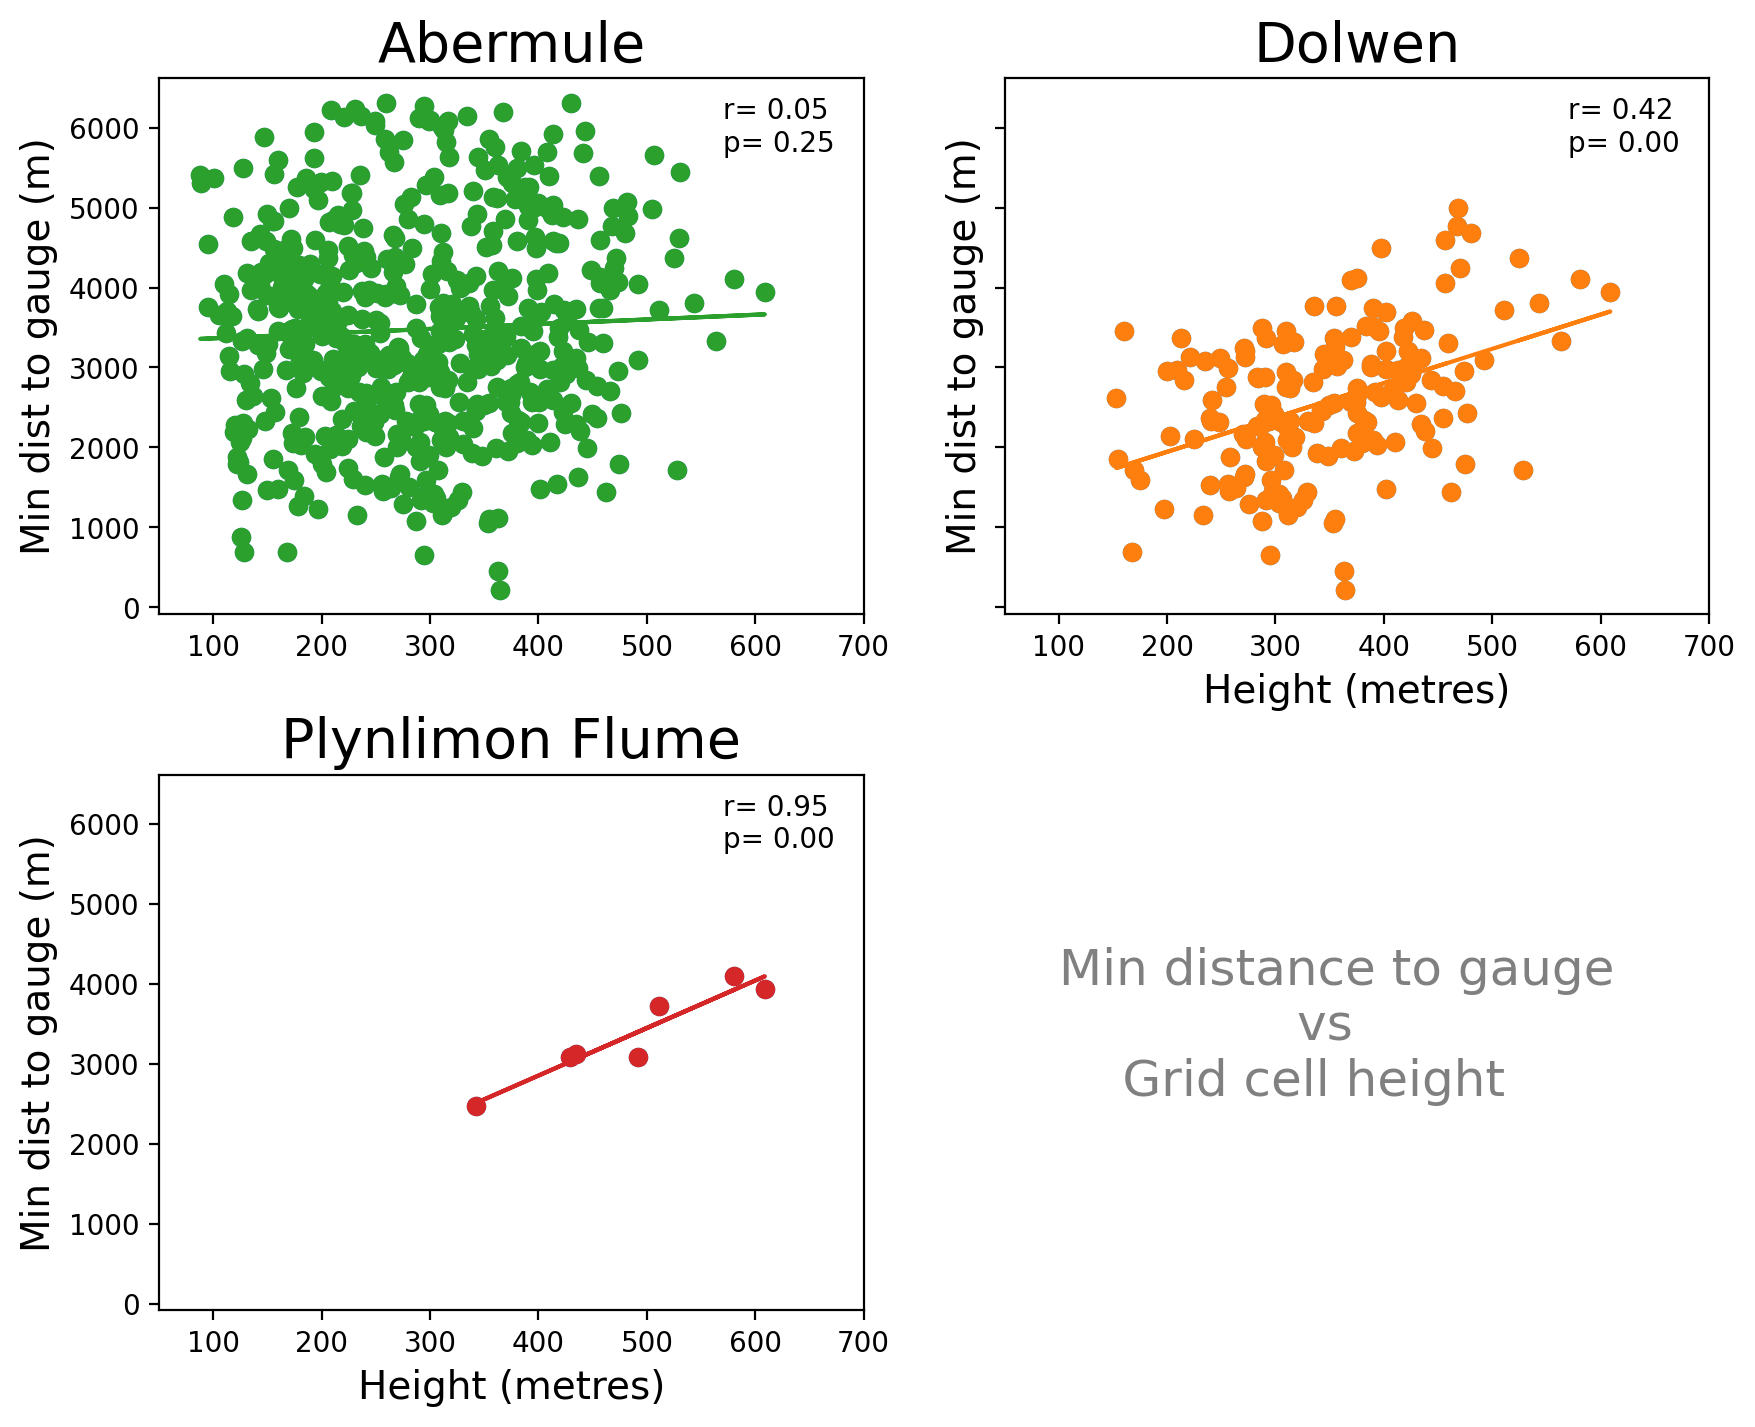 Abermule
Min dist to gauge (m)
6000
5000
4000
3000
2000
1000
0
r= 0.05
p= 0.25
100 200 300 400 500 600 700
Dolwen
Min dist to gauge (m)
r= 0.42
p= 0.00
100 200 300 400 500 600 700
Height (metres)
Plynlimon Flume
Min dist to gauge (m)
6000
5000
4000
3000
2000
1000
0
r= 0.95
p= 0.00
100 200 300 400 500 600 700
Height (metres)
Min distance to gauge
vs
Grid cell height